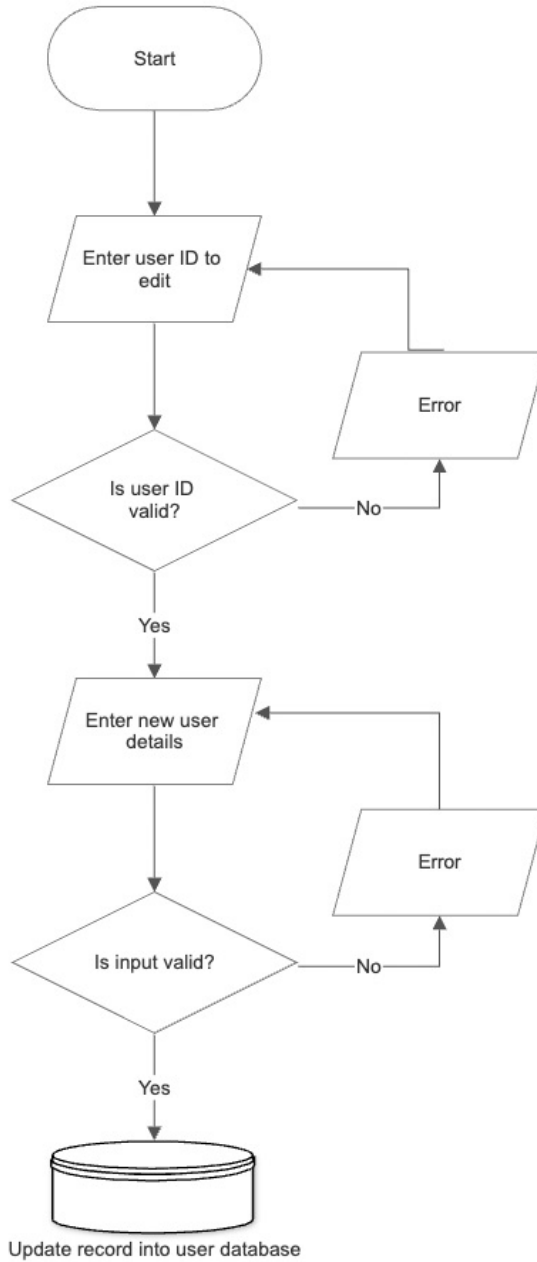 Start
Enter user ID to
edit
Error
Is user ID
valid?
No
Yes
Enter new user
details
Error
Is input valid?
No
Yes
Update record into user database